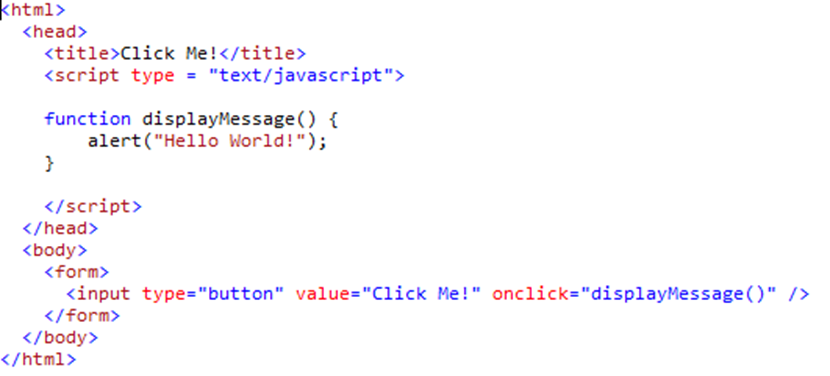 <html>
<head>
<title>Click Me!</title>
<script type = "text/javascript">
function displayMessage() {
alert("Hello World!");
}
</script>
</head>
<body>
<form>
<input type="button" value="Click Me!" onclick="displayMessage()" />
</form>
</body>
</html>